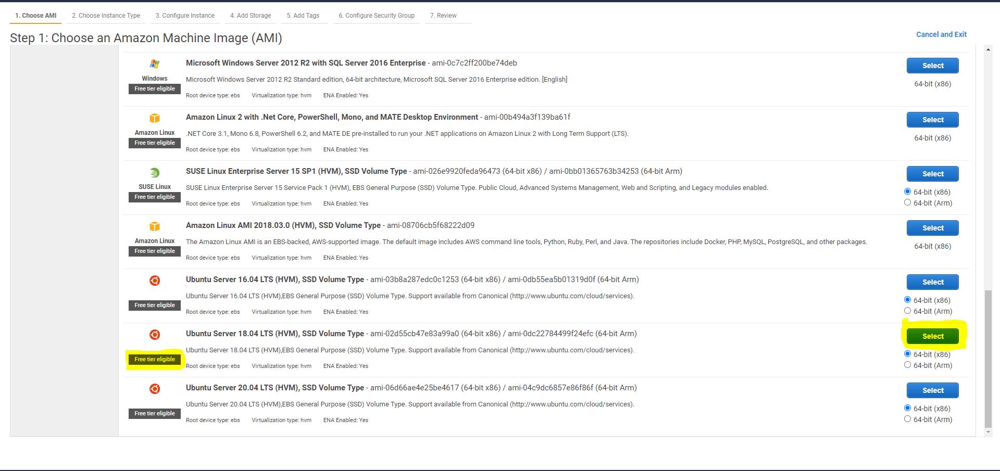 1. Choose AMI 2. Choose Instance Type 3. Configure Instance 4. Add Storage 5. Add Tags 6. Configure Security Group 7. Review
Step 1: Choose an Amazon Machine Image (AMI)
Cancel and Exit
Windows
Free tier eligible
Microsoft Windows Server 2012 R2 with SQL Server 2016 Enterprise - ami-0c7c2ff200be74deb
Microsoft Windows Server 2012 R2 Standard edition, 64-bit architecture, Microsoft SQL Server 2016 Enterprise edition. [English]
Root device type: ebs Virtualization type: hvm ENA Enabled: Yes
Select
64-bit (x86)
Amazon Linux
Free tier eligible
Amazon Linux 2 with .Net Core, PowerShell, Mono, and MATE Desktop Environment - ami-00b494a3f139ba61f
.NET Core 3.1, Mono 6.8, PowerShell 6.2, and MATE DE pre-installed to run your .NET applications on Amazon Linux 2 with Long Term Support (LTS).
Root device type: ebs Virtualization type: hvm ENA Enabled: Yes
Select
64-bit (x86)
SUSE Linux
Free tier eligible
SUSE Linux Enterprise Server 15 SP1 (HVM), SSD Volume Type - ami-026e9920feda96473 (64-bit x86) / ami-0bb01365763b34253 (64-bit Arm)
SUSE Linux Enterprise Server 15 Service Pack 1 (HVM), EBS General Purpose (SSD) Volume Type. Public Cloud, Advanced Systems Management, Web and Scripting, and Legacy modules enabled.
Root device type: ebs Virtualization type: hvm ENA Enabled: Yes
Select
64-bit (x86)
64-bit (Arm)
Amazon Linux
Free tier eligible
Amazon Linux AMI 2018.03.0 (HVM), SSD Volume Type - ami-08706cb5f68222d09
The Amazon Linux AMI is an EBS-backed, AWS-supported image. The default image includes AWS command line tools, Python, Ruby, Perl, and Java. The repositories include Docker, PHP, MySQL, PostgreSQL, and other packages.
Root device type: ebs Virtualization type: hvm ENA Enabled: Yes
Select
64-bit (x86)
Free tier eligible
Ubuntu Server 16.04 LTS (HVM), SSD Volume Type - ami-03b8a287edc0c1253 (64-bit x86) / ami-0db55ea5b01319d0f (64-bit Arm)
Ubuntu Server 16.04 LTS (HVM),EBS General Purpose (SSD) Volume Type. Support available from Canonical (http://www.ubuntu.com/cloud/services).
Root device type: ebs Virtualization type: hvm ENA Enabled: Yes
Select
64-bit (x86)
64-bit (Arm)
Free tier eligible
Ubuntu Server 18.04 LTS (HVM), SSD Volume Type - ami-02d55cb47e83a99a0 (64-bit x86) / ami-0dc22784499f24efc (64-bit Arm)
Ubuntu Server 18.04 LTS (HVM),EBS General Purpose (SSD) Volume Type. Support available from Canonical (http://www.ubuntu.com/cloud/services).
Root device type: ebs Virtualization type: hvm ENA Enabled: Yes
Select
64-bit (x86)
64-bit (Arm)
Free tier eligible
Ubuntu Server 20.04 LTS (HVM), SSD Volume Type - ami-06d66ae4e25be4617 (64-bit x86) / ami-04c9dc6857e86f86f (64-bit Arm)
Ubuntu Server 20.04 LTS (HVM),EBS General Purpose (SSD) Volume Type. Support available from Canonical (http://www.ubuntu.com/cloud/services).
Root device type: ebs Virtualization type: hvm ENA Enabled: Yes
Select
64-bit (x86)
64-bit (Arm)